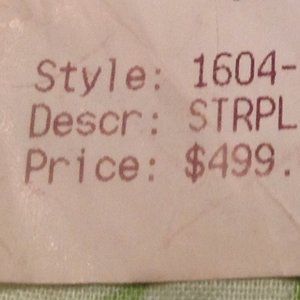 Style: 1604-
Descr: STRPL
Price: $499.